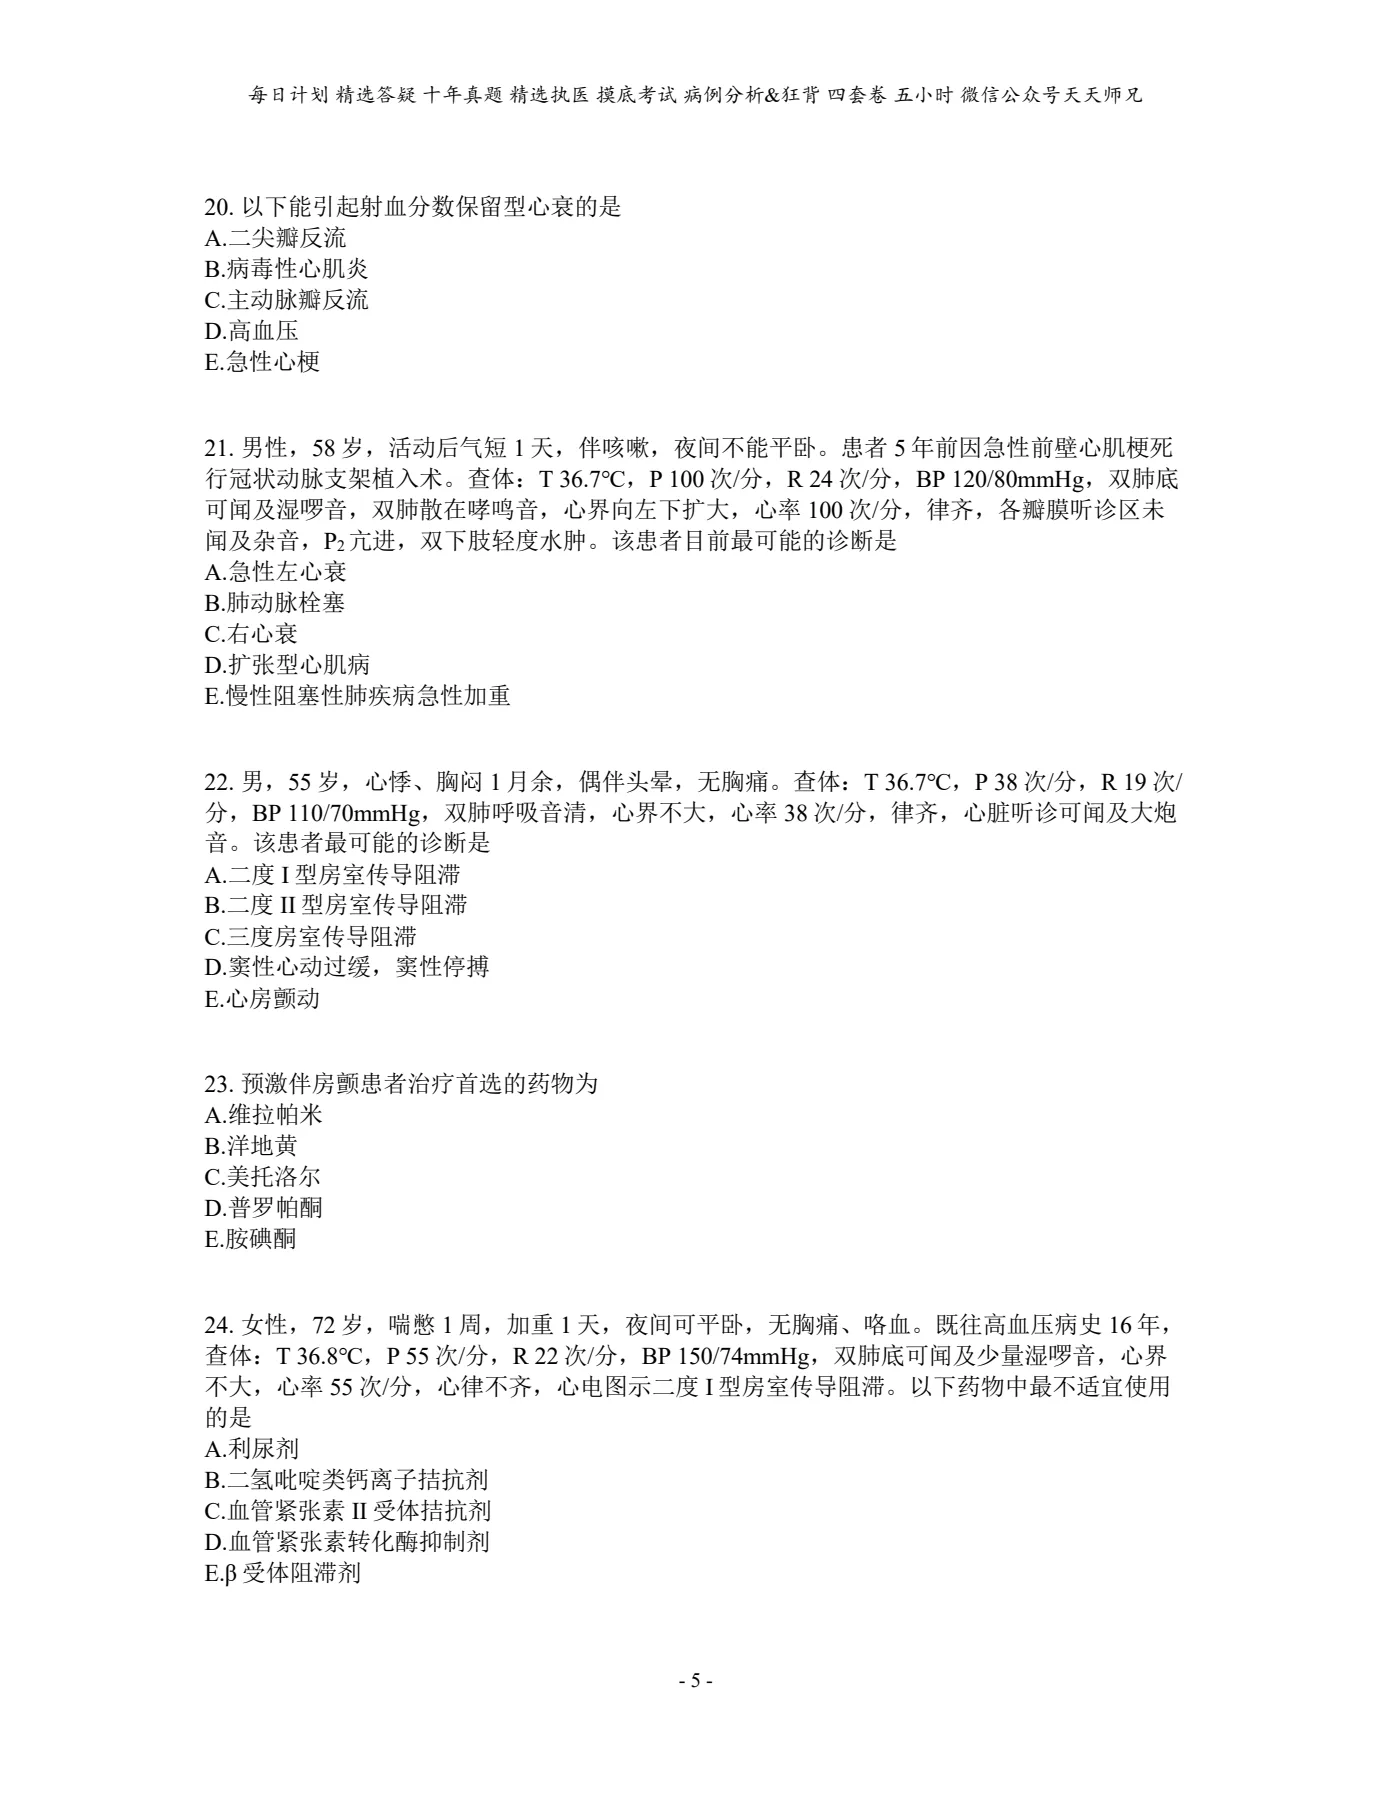 每日计划 精选答疑 十年真题 精选执医 摸底考试 病例分析&狂背 四套卷 五小时 微信公众号天天师兄
20. 以下能引起射血分数保留型心衰的是
A.二尖瓣反流
B.病毒性心肌炎
C.主动脉瓣反流
D.高血压
E.急性心梗
21. 男性，58 岁，活动后气短 1 天，伴咳嗽，夜间不能平卧。患者 5 年前因急性前壁心肌梗死
行冠状动脉支架植入术。查体：T 36.7℃，P 100 次/分，R 24 次/分，BP 120/80mmHg，双肺底
可闻及湿啰音，双肺散在哮鸣音，心界向左下扩大，心率 100 次/分，律齐，各瓣膜听诊区未
闻及杂音，P₂ 亢进，双下肢轻度水肿。该患者目前最可能的诊断是
A.急性左心衰
B.肺动脉栓塞
C.右心衰
D.扩张型心肌病
E.慢性阻塞性肺疾病急性加重
22. 男，55 岁，心悸、胸闷 1 月余，偶伴头晕，无胸痛。查体：T 36.7℃，P 38 次/分，R 19 次/
分，BP 110/70mmHg，双肺呼吸音清，心界不大，心率 38 次/分，律齐，心脏听诊可闻及大炮
音。该患者最可能的诊断是
A.二度 I 型房室传导阻滞
B.二度 II 型房室传导阻滞
C.三度房室传导阻滞
D.窦性心动过缓，窦性停搏
E.心房颤动
23. 预激伴房颤患者治疗首选的药物为
A.维拉帕米
B.洋地黄
C.美托洛尔
D.普罗帕酮
E.胺碘酮
24. 女性，72 岁，喘憋 1 周，加重 1 天，夜间可平卧，无胸痛、咯血。既往高血压病史 16 年，
查体：T 36.8℃，P 55 次/分，R 22 次/分，BP 150/74mmHg，双肺底可闻及少量湿啰音，心界
不大，心率 55 次/分，心律不齐，心电图示二度 I 型房室传导阻滞。以下药物中最不适宜使用
的是
A.利尿剂
B.二氢吡啶类钙离子拮抗剂
C.血管紧张素 II 受体拮抗剂
D.血管紧张素转化酶抑制剂
E.β 受体阻滞剂
- 5 -